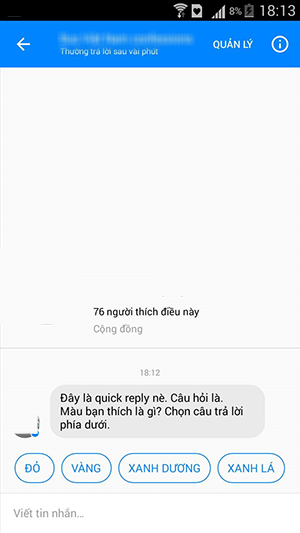 8% 18:13
Thường trả lời sau vài phút
QUẢN LÝ
76 người thích điều này
Cộng đồng
18:12
Đây là quick reply nè. Câu hỏi là.
Màu bạn thích là gì? Chọn câu trả lời
phía dưới.
ĐỎ VÀNG XANH DƯƠNG XANH LÁ
Viết tin nhắn...